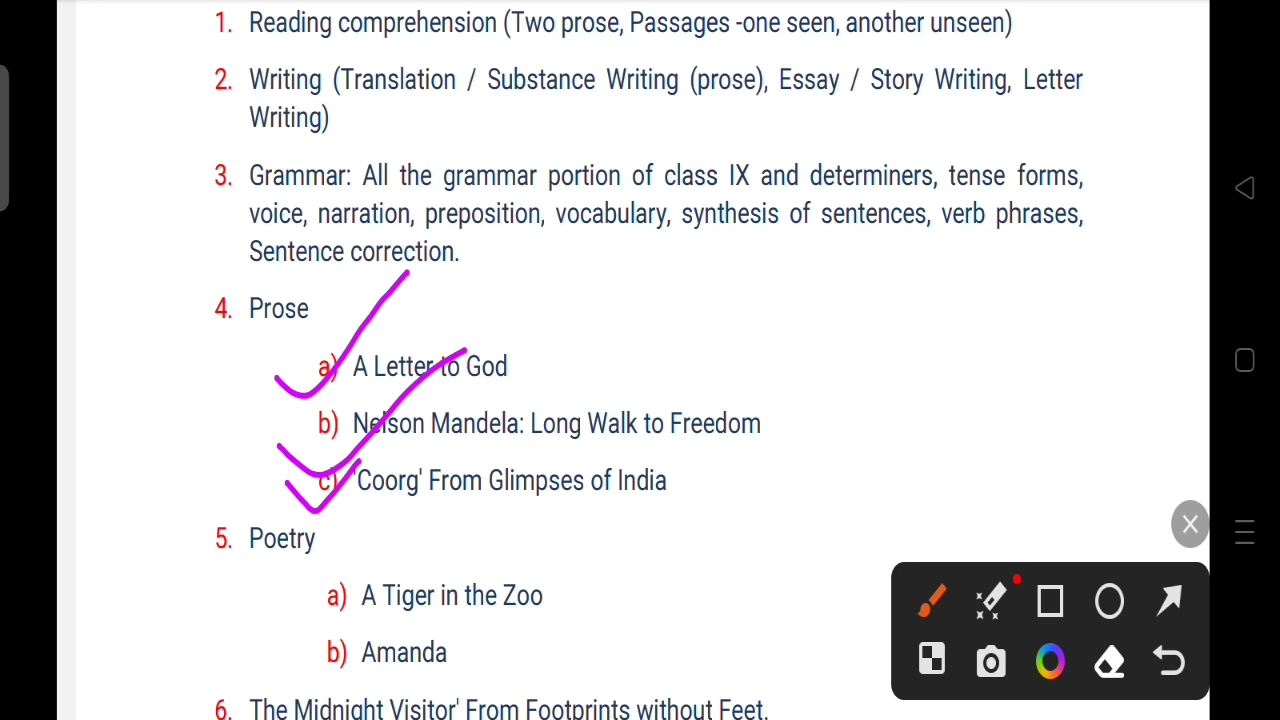 1. Reading comprehension (Two prose, Passages -one seen, another unseen)
2. Writing (Translation / Substance Writing (prose), Essay / Story Writing, Letter
Writing)
3. Grammar: All the grammar portion of class IX and determiners, tense forms,
voice, narration, preposition, vocabulary, synthesis of sentences, verb phrases,
Sentence correction.
4. Prose
a) A Letter to God
b) Nelson Mandela: Long Walk to Freedom
c) 'Coorg' From Glimpses of India
5. Poetry
a) A Tiger in the Zoo
b) Amanda
6. The Midnight Visitor' From Footprints without Feet.